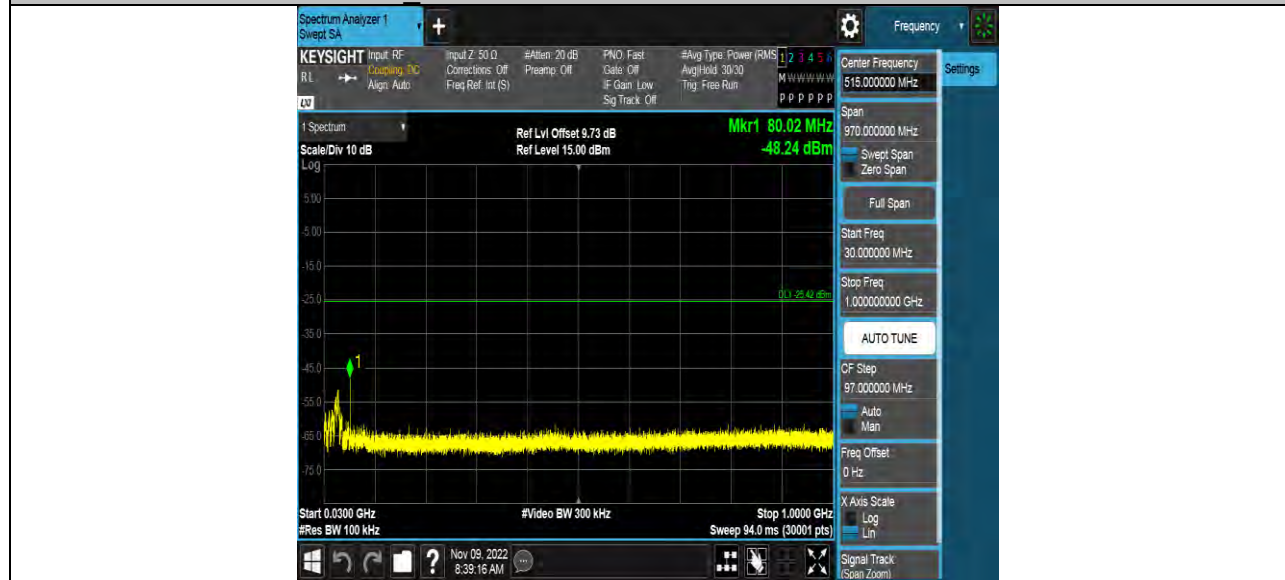 Spectrum Analyzer 1
Swept SA
+
Frequency
KEYSIGHT Input: RF Input Z: 50 Ω #Atten: 20 dB PNO: Fast #Avg Type: Power (RMS 1 2 3 4 5 6
RL Coupling: DC Corrections: Off Preamp: Off Gate: Off Avg|Hold: 30/30 M W W W W W
Align: Auto Freq Ref: Int (S) IF Gain: Low Trig: Free Run
Sig Track: Off P P P P P P
LXI
Center Frequency
515.000000 MHz
Settings
Span
970.000000 MHz
Swept Span
Zero Span
Full Span
Start Freq
30.000000 MHz
Stop Freq
1.000000000 GHz
AUTO TUNE
CF Step
97.000000 MHz
Auto
Man
Freq Offset
0 Hz
X Axis Scale
Log
Lin
Signal Track
(Span Zoom)
1 Spectrum
Scale/Div 10 dB
Ref Lvl Offset 9.73 dB
Ref Level 15.00 dBm
Mkr1 80.02 MHz
-48.24 dBm
Log
5.00
-5.00
-15.0
-25.0
DL1 -25.42 dBm
-35.0
1
-45.0
-55.0
-65.0
-75.0
Start 0.0300 GHz #Video BW 300 kHz Stop 1.0000 GHz
#Res BW 100 kHz Sweep 94.0 ms (30001 pts)
?
Nov 09, 2022
8:39:16 AM